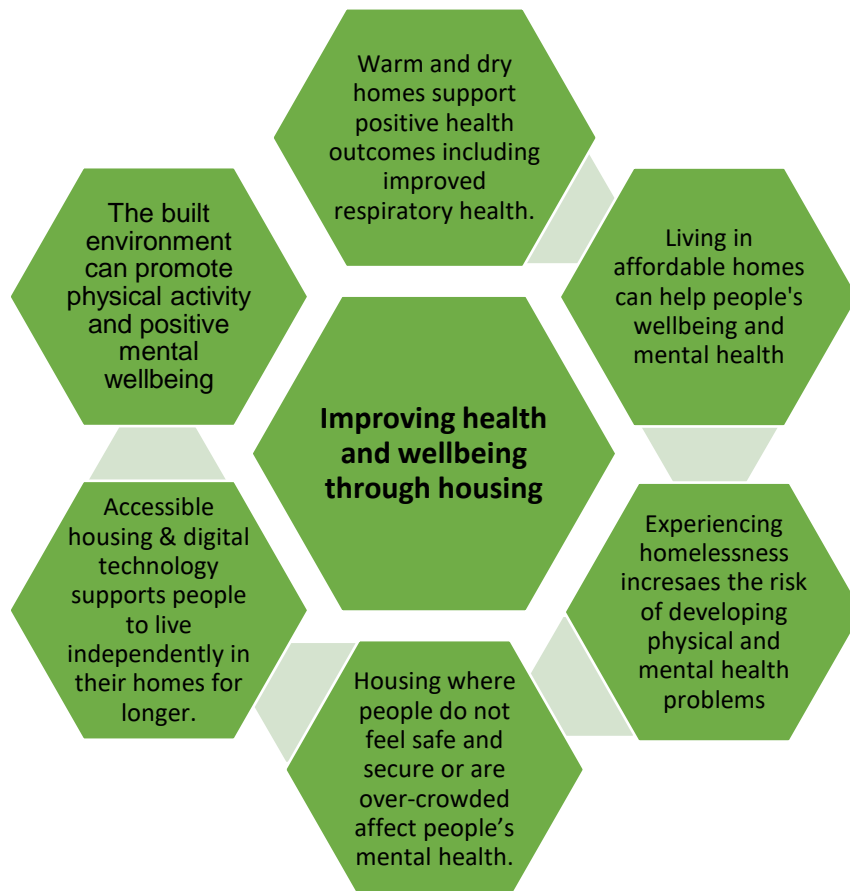 Warm and dry
homes support
positive health
outcomes including
improved
respiratory health.
Living in
affordable homes
can help people's
wellbeing and
mental health
Experiencing
homelessness
incresaes the risk
of developing
physical and
mental health
problems
Housing where
people do not
feel safe and
secure or are
over-crowded
affect people’s
mental health.
Accessible
housing & digital
technology
supports people
to live
independently in
their homes for
longer.
The built
environment
can promote
physical activity
and positive
mental
wellbeing
Improving health
and wellbeing
through housing